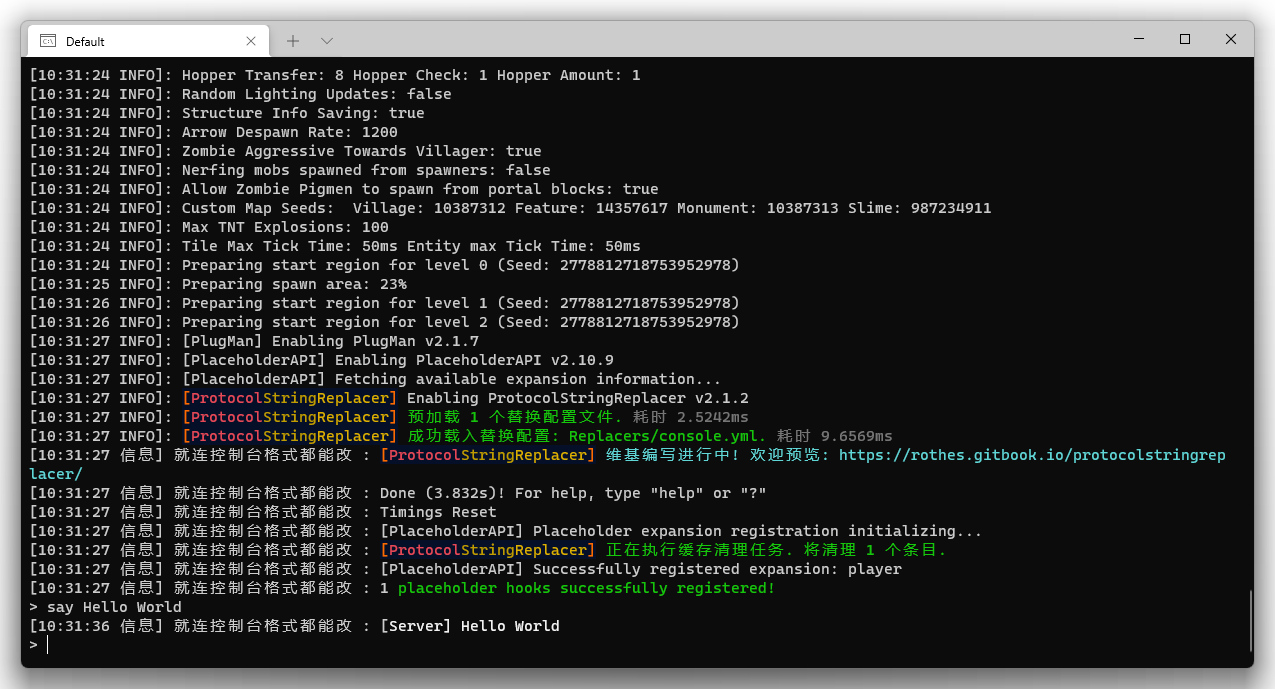 Default
[10:31:24 INFO]: Hopper Transfer: 8 Hopper Check: 1 Hopper Amount: 1
[10:31:24 INFO]: Random Lighting Updates: false
[10:31:24 INFO]: Structure Info Saving: true
[10:31:24 INFO]: Arrow Despawn Rate: 1200
[10:31:24 INFO]: Zombie Aggressive Towards Villager: true
[10:31:24 INFO]: Nerfing mobs spawned from spawners: false
[10:31:24 INFO]: Allow Zombie Pigmen to spawn from portal blocks: true
[10:31:24 INFO]: Custom Map Seeds:  Village: 10387312 Feature: 14357617 Monument: 10387313 Slime: 987234911
[10:31:24 INFO]: Max TNT Explosions: 100
[10:31:24 INFO]: Tile Max Tick Time: 50ms Entity max Tick Time: 50ms
[10:31:24 INFO]: Preparing start region for level 0 (Seed: 2778812718753952978)
[10:31:25 INFO]: Preparing spawn area: 23%
[10:31:26 INFO]: Preparing start region for level 1 (Seed: 2778812718753952978)
[10:31:26 INFO]: Preparing start region for level 2 (Seed: 2778812718753952978)
[10:31:27 INFO]: [PlugMan] Enabling PlugMan v2.1.7
[10:31:27 INFO]: [PlaceholderAPI] Enabling PlaceholderAPI v2.10.9
[10:31:27 INFO]: [PlaceholderAPI] Fetching available expansion information...
[10:31:27 INFO]: [ProtocolStringReplacer] Enabling ProtocolStringReplacer v2.1.2
[10:31:27 INFO]: [ProtocolStringReplacer] 预加载 1 个替换配置文件. 耗时 2.5242ms
[10:31:27 INFO]: [ProtocolStringReplacer] 成功载入替换配置: Replacers/console.yml. 耗时 9.6569ms
[10:31:27 信息] 就连控制台格式都能改 : [ProtocolStringReplacer] 维基编写进行中! 欢迎预览: https://rothes.gitbook.io/protocolstringrep
lacer/
[10:31:27 信息] 就连控制台格式都能改 : Done (3.832s)! For help, type "help" or "?"
[10:31:27 信息] 就连控制台格式都能改 : Timings Reset
[10:31:27 信息] 就连控制台格式都能改 : [PlaceholderAPI] Placeholder expansion registration initializing...
[10:31:27 信息] 就连控制台格式都能改 : [ProtocolStringReplacer] 正在执行缓存清理任务. 将清理 1 个条目.
[10:31:27 信息] 就连控制台格式都能改 : [PlaceholderAPI] Successfully registered expansion: player
[10:31:27 信息] 就连控制台格式都能改 : 1 placeholder hooks successfully registered!
> say Hello World
[10:31:36 信息] 就连控制台格式都能改 : [Server] Hello World
>